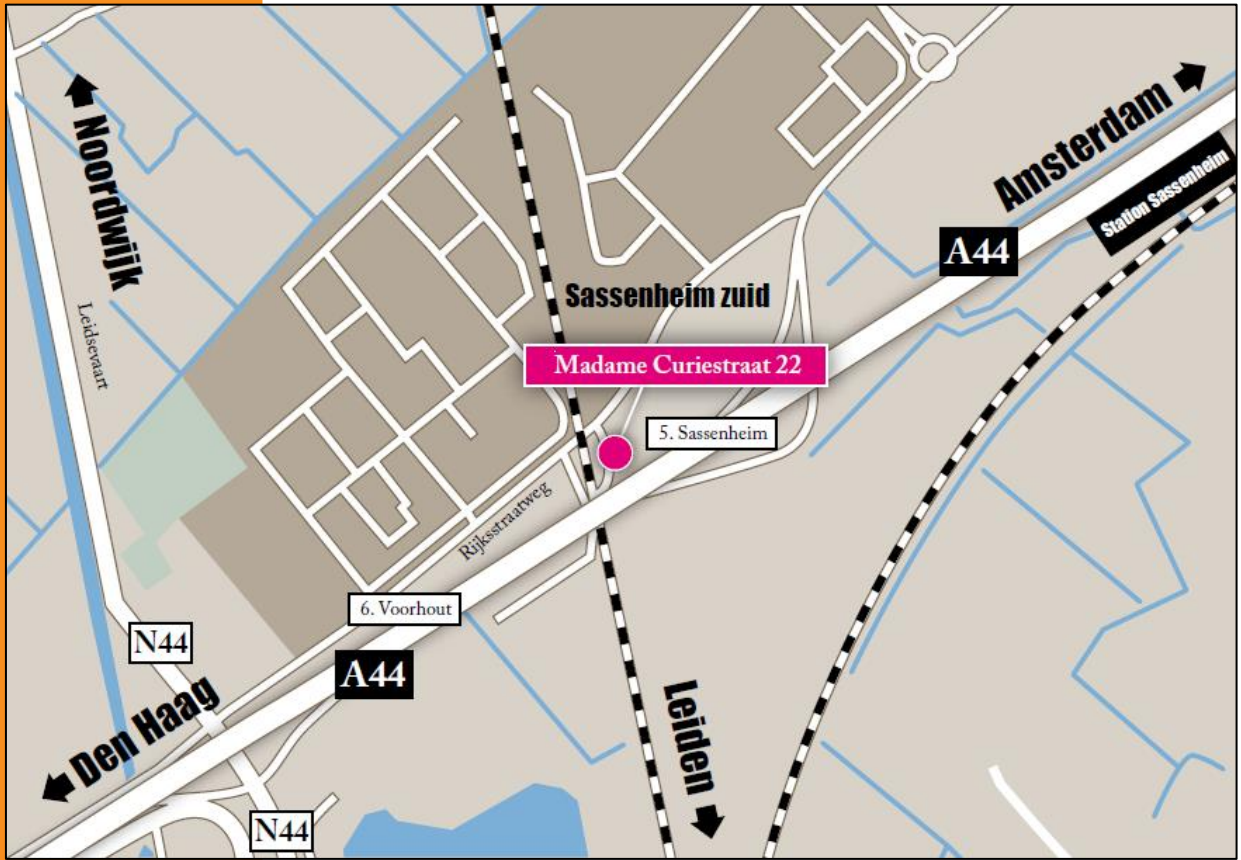 Noordwijk
Amsterdam
Station Sassenheim
A44
Leidsevaart
Sassenheim zuid
Madame Curiestraat 22
5. Sassenheim
Rijksstraatweg
6. Voorhout
N44
A44
Den Haag
Leiden
N44